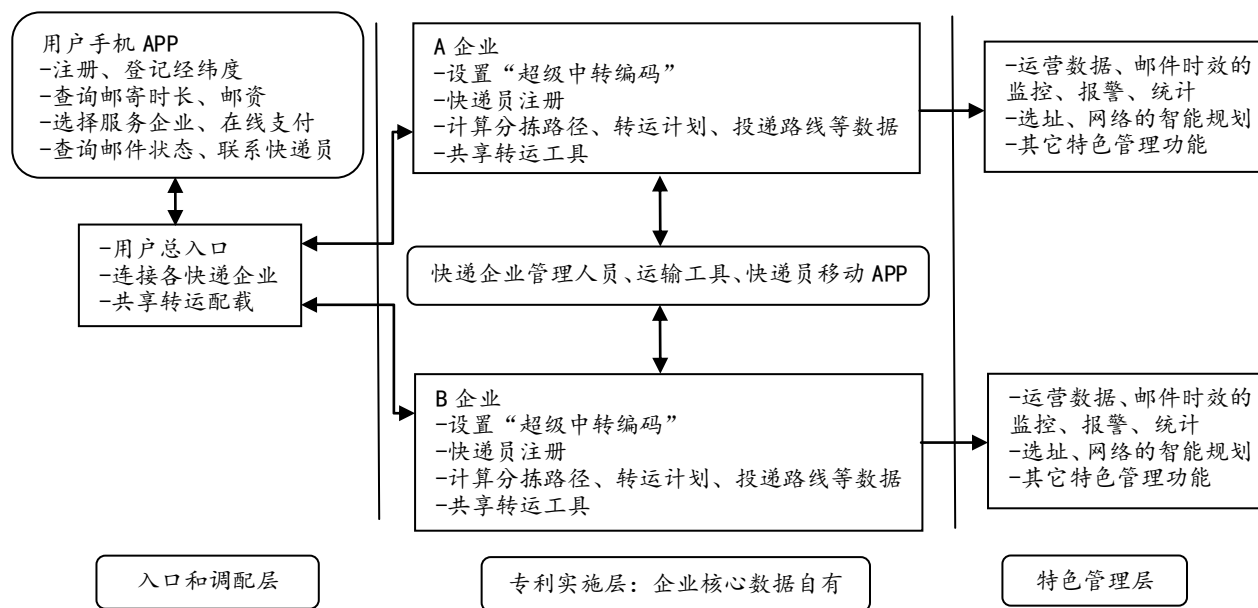 用户手机 APP
-注册、登记经纬度
-查询邮寄时长、邮资
-选择服务企业、在线支付
-查询邮件状态、联系快递员
-用户总入口
-连接各快递企业
-共享转运配载
A 企业
-设置“超级中转编码”
-快递员注册
-计算分拣路径、转运计划、投递路线等数据
-共享转运工具
快递企业管理人员、运输工具、快递员移动 APP
B 企业
-设置“超级中转编码”
-快递员注册
-计算分拣路径、转运计划、投递路线等数据
-共享转运工具
-运营数据、邮件时效的
监控、报警、统计
-选址、网络的智能规划
-其它特色管理功能
-运营数据、邮件时效的
监控、报警、统计
-选址、网络的智能规划
-其它特色管理功能
入口和调配层
专利实施层：企业核心数据自有
特色管理层